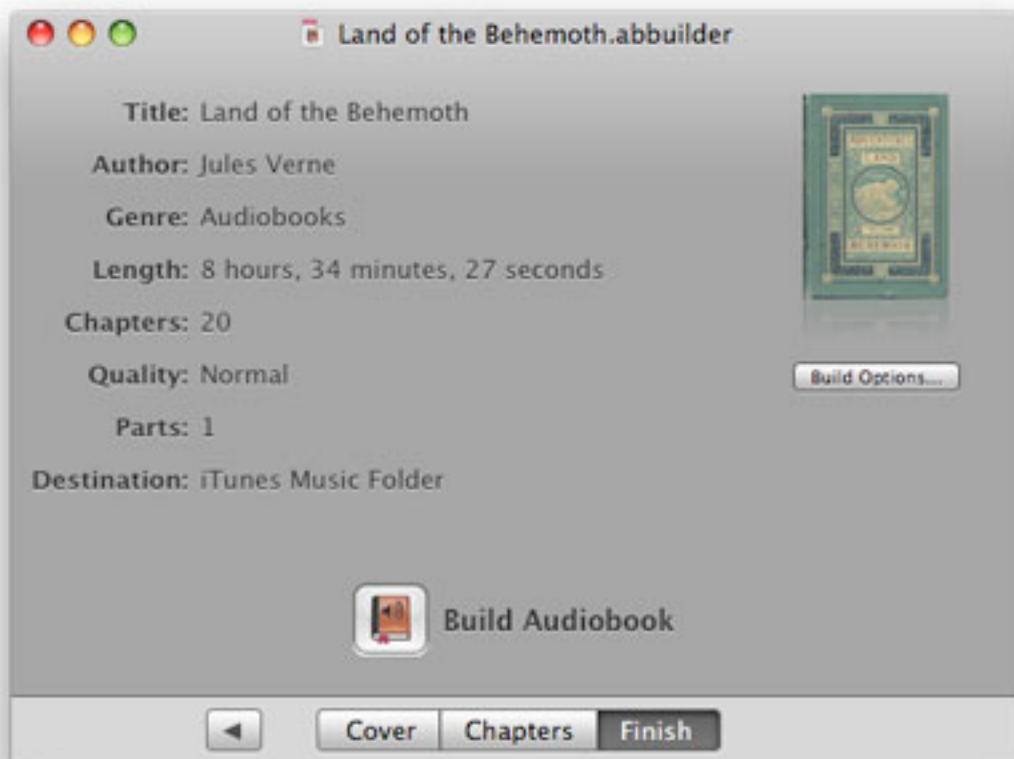 Land of the Behemoth.abbuilder
Title: Land of the Behemoth
Author: Jules Verne
Genre: Audiobooks
Length: 8 hours, 34 minutes, 27 seconds
Chapters: 20
Quality: Normal
Parts: 1
Destination: iTunes Music Folder
LAND
BEHEMOTH
Build Options...
Build Audiobook
Cover
Chapters
Finish